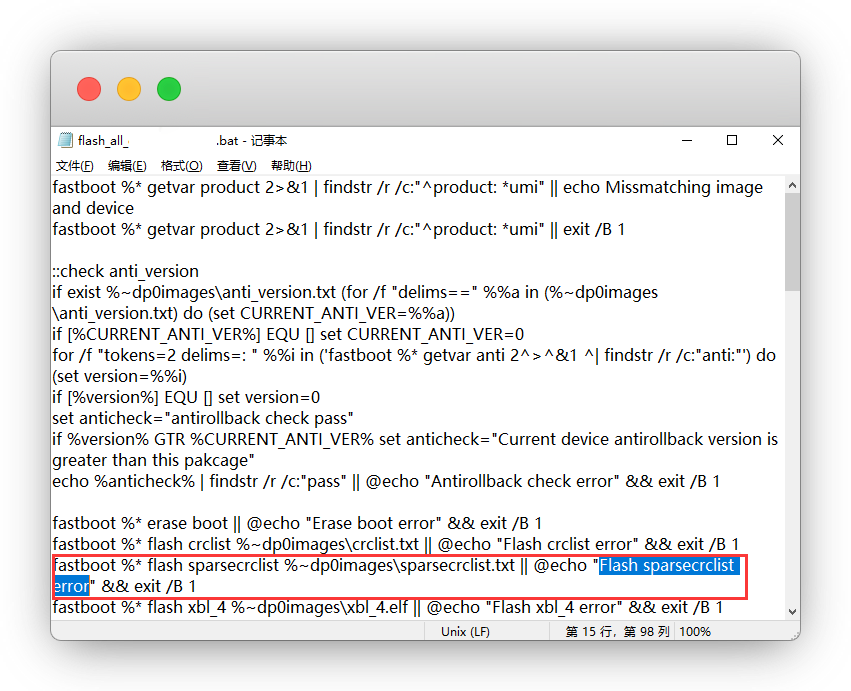 flash_all_ .bat - 记事本
文件(F) 编辑(E) 格式(O) 查看(V) 帮助(H)
fastboot %* getvar product 2>&1 | findstr /r /c:"^product: *umi" || echo Missmatching image
and device
fastboot %* getvar product 2>&1 | findstr /r /c:"^product: *umi" || exit /B 1
::check anti_version
if exist %~dp0images\anti_version.txt (for /f "delims==" %%a in (%~dp0images
\anti_version.txt) do (set CURRENT_ANTI_VER=%%a))
if [%CURRENT_ANTI_VER%] EQU [] set CURRENT_ANTI_VER=0
for /f "tokens=2 delims=: " %%i in ('fastboot %* getvar anti 2^>^&1 ^| findstr /r /c:"anti:"') do
(set version=%%i)
if [%version%] EQU [] set version=0
set anticheck="antirollback check pass"
if %version% GTR %CURRENT_ANTI_VER% set anticheck="Current device antirollback version is
greater than this pakcage"
echo %anticheck% | findstr /r /c:"pass" || @echo "Antirollback check error" && exit /B 1
fastboot %* erase boot || @echo "Erase boot error" && exit /B 1
fastboot %* flash crclist %~dp0images\crclist.txt || @echo "Flash crclist error" && exit /B 1
fastboot %* flash sparsecrclist %~dp0images\sparsecrclist.txt || @echo "Flash sparsecrclist
error" && exit /B 1
fastboot %* flash xbl_4 %~dp0images\xbl_4.elf || @echo "Flash xbl_4 error" && exit /B 1
Unix (LF) 第 15 行，第 98 列 100%